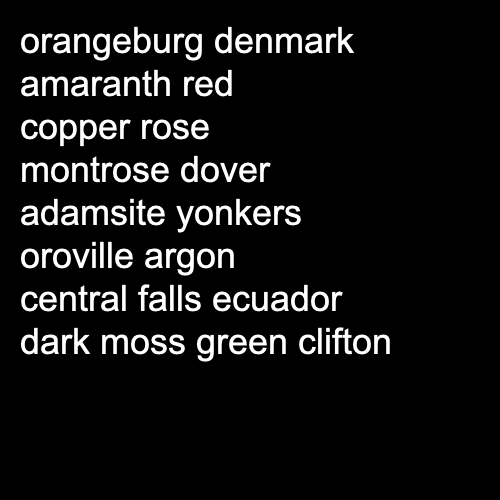 orangeburg denmark
amaranth red
copper rose
montrose dover
adamsite yonkers
oroville argon
central falls ecuador
dark moss green clifton